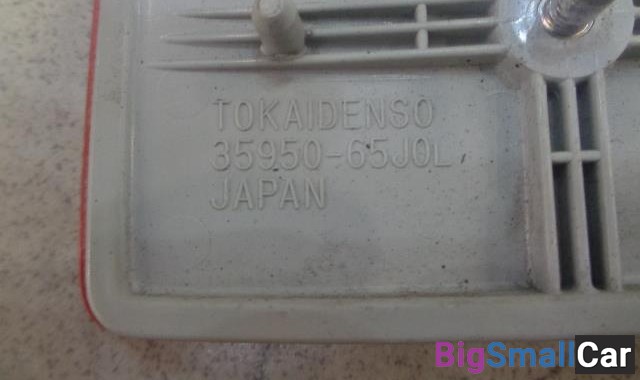 TOKAIDENSO
35950-65J0L
JAPAN
BigSmallCar